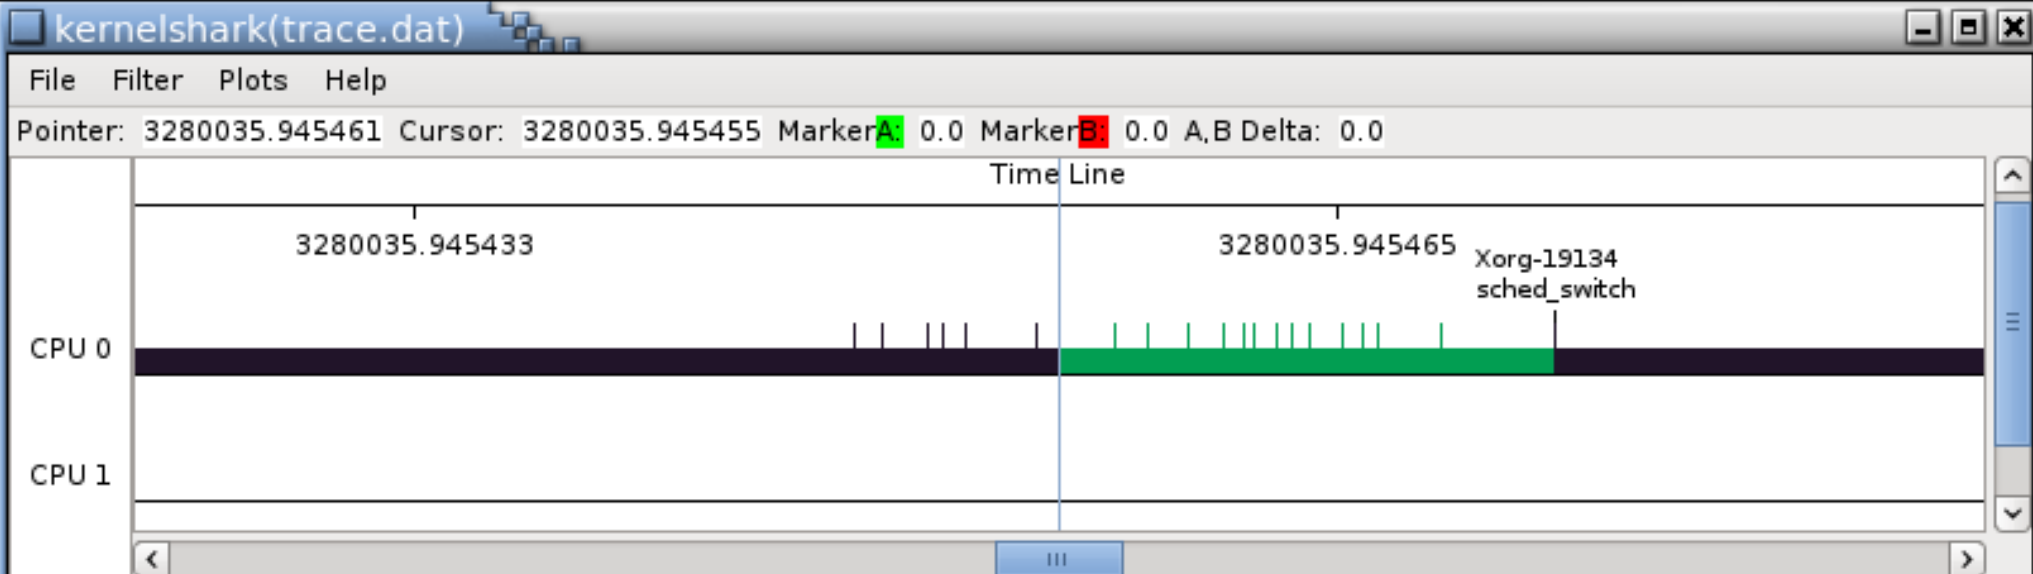 kernelshark(trace.dat)
File Filter Plots Help
Pointer: 3280035.945461 Cursor: 3280035.945455 MarkerA: 0.0 MarkerB: 0.0 A,B Delta: 0.0
Time Line
3280035.945433 3280035.945465
Xorg-19134
sched_switch
CPU 0
CPU 1